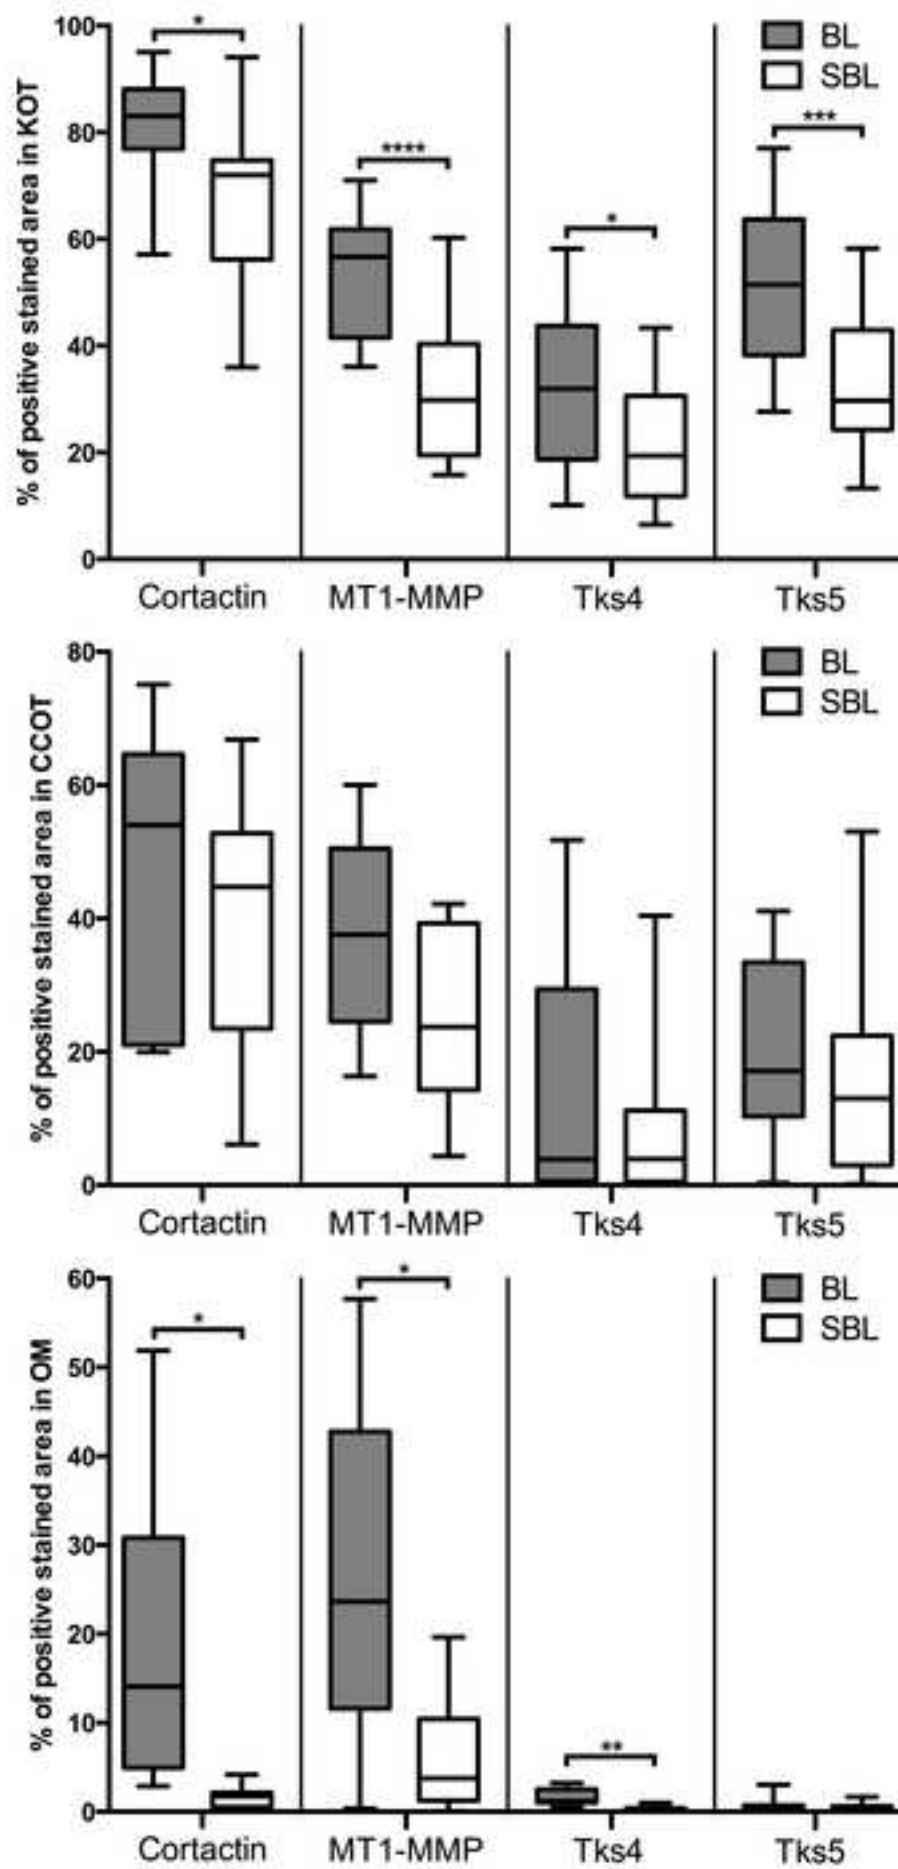 % of positive stained area in KOT
100
80
60
40
20
0
*
****
*
***
BL
SBL
Cortactin
MT1-MMP
Tks4
Tks5
% of positive stained area in CCOT
80
60
40
20
0
BL
SBL
Cortactin
MT1-MMP
Tks4
Tks5
% of positive stained area in OM
60
50
40
30
20
10
0
*
*
**
BL
SBL
Cortactin
MT1-MMP
Tks4
Tks5